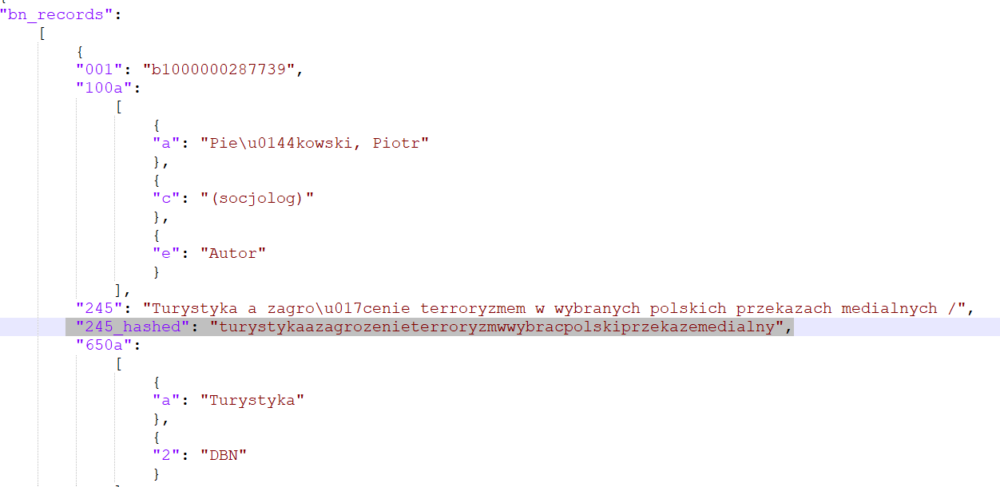 "bn_records":
[
{
"001": "b1000000287739",
"100a":
[
{
"a": "Pie\u0144kowski, Piotr"
},
{
"c": "(socjolog)"
},
{
"e": "Autor"
}
],
"245": "Turystyka a zagro\u017cenie terroryzmem w wybranych polskich przekazach medialnych /",
"245_hashed": "turystykaazagrozenieterroryzmwwybracpolskiprzekazemedialny",
"650a":
[
{
"a": "Turystyka"
},
{
"2": "DBN"
}